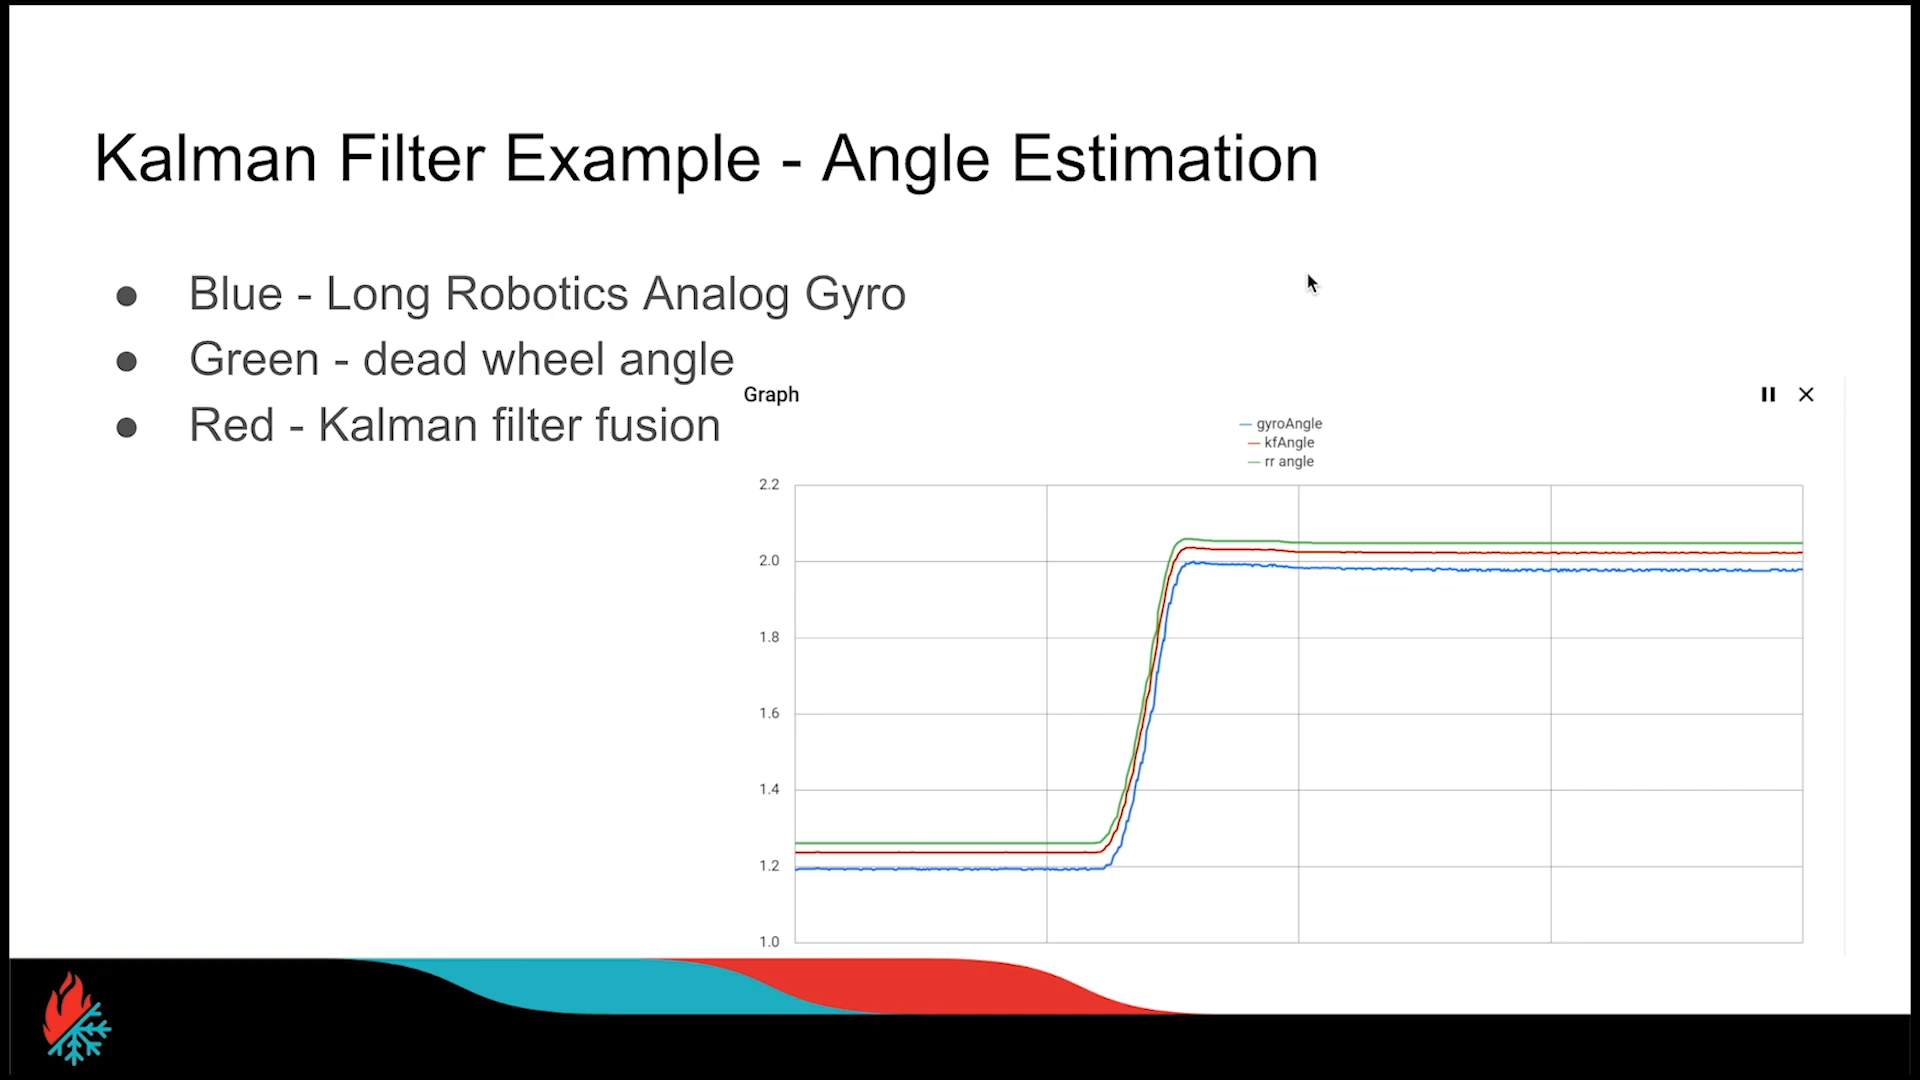 Kalman Filter Example - Angle Estimation
● Blue - Long Robotics Analog Gyro
● Green - dead wheel angle
● Red - Kalman filter fusion
Graph
gyroAngle
kfAngle
rr angle
2.2
2.0
1.8
1.6
1.4
1.2
1.0